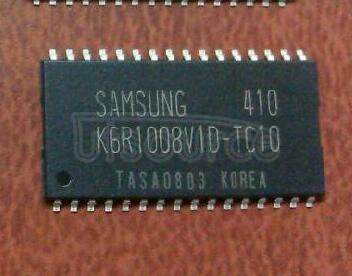 SAMSUNG 410
K6R1008V1D-TC10
TASA0803 KOREA